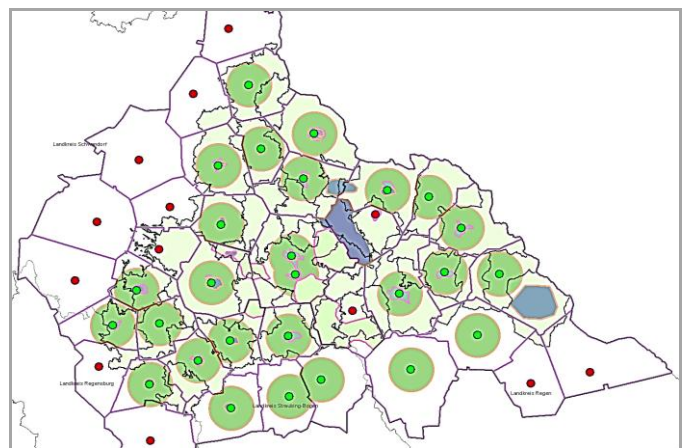 Landkreis Schwandorf
Landkreis Regensburg
Landkreis Straubing-Bogen
Landkreis Regen